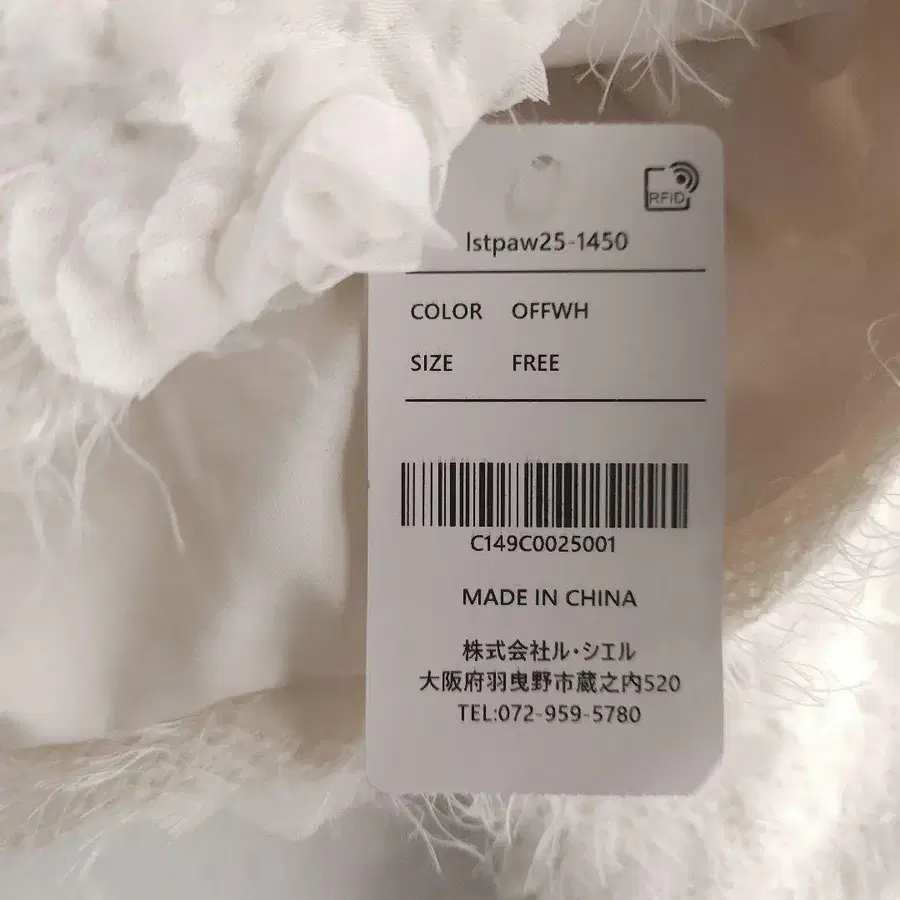 RFID
lstpaw25-1450
COLOR OFFWH
SIZE FREE
C149C0025001
MADE IN CHINA
株式会社ル・シエル
大阪府羽曳野市蔵之内520
TEL:072-959-5780